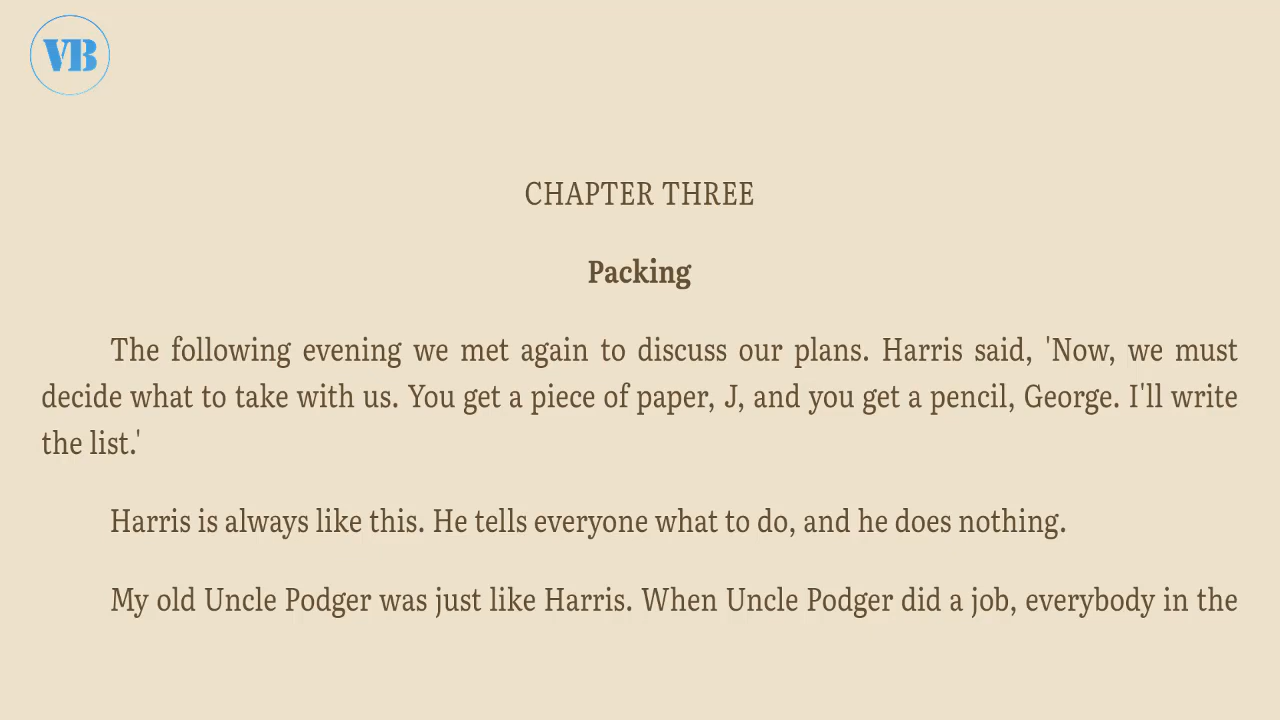 VB
CHAPTER THREE
Packing
The following evening we met again to discuss our plans. Harris said, 'Now, we must
decide what to take with us. You get a piece of paper, J, and you get a pencil, George. I'll write
the list.'
Harris is always like this. He tells everyone what to do, and he does nothing.
My old Uncle Podger was just like Harris. When Uncle Podger did a job, everybody in the